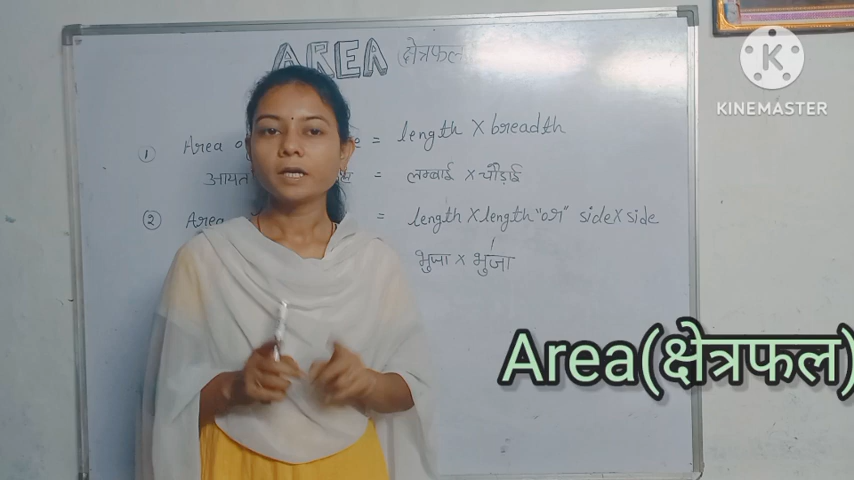 AREA (क्षेत्रफल
KINEMASTER
1 Area = length X breadth
आयत = लम्बाई x चौड़ाई
2 Area = length X length "or" side X side
भुजा x भुजा
Area(क्षेत्रफल)